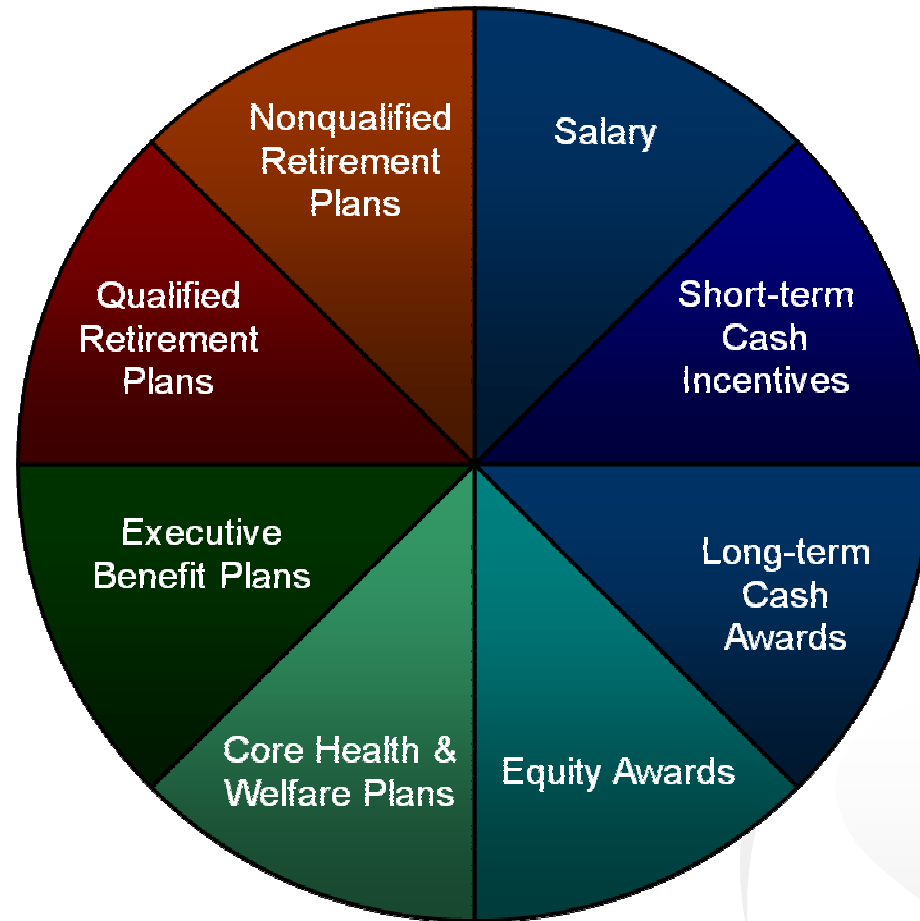 Nonqualified
Retirement
Plans
Salary
Qualified
Retirement
Plans
Short-term
Cash
Incentives
Executive
Benefit Plans
Long-term
Cash
Awards
Core Health &
Welfare Plans
Equity Awards